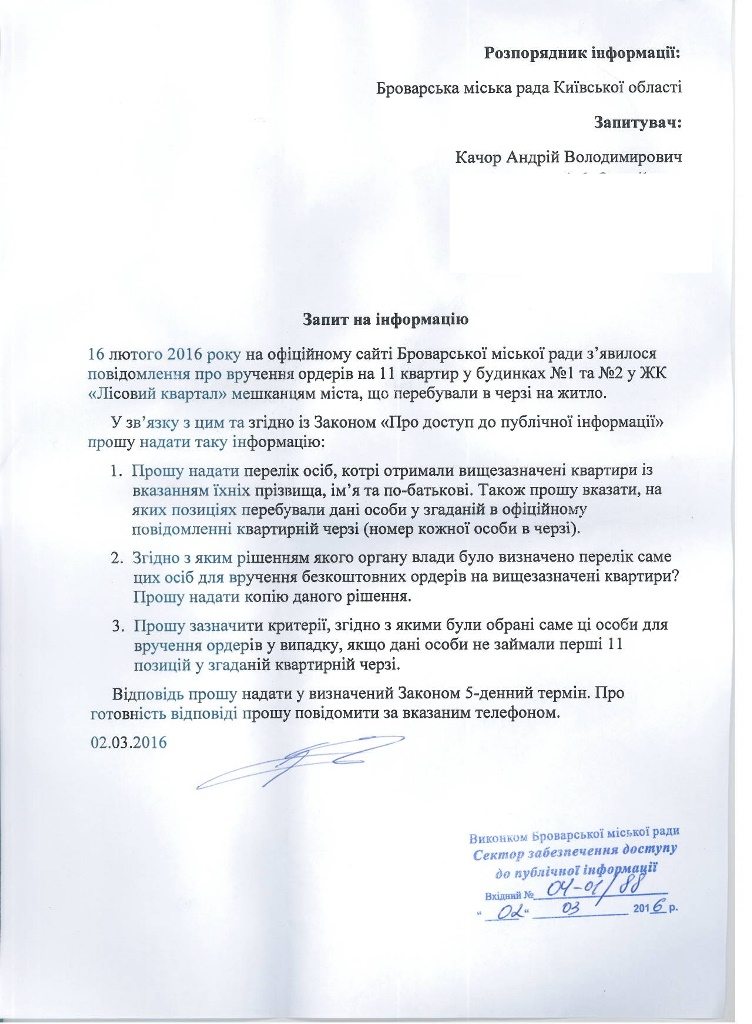 Розпорядник інформації:
Броварська міська рада Київської області
Запитувач:
Качор Андрій Володимирович
Запит на інформацію
16 лютого 2016 року на офіційному сайті Броварської міської ради з’явилося
повідомлення про вручення ордерів на 11 квартир у будинках №1 та №2 у ЖК
«Лісовий квартал» мешканцям міста, що перебували в черзі на житло.
У зв’язку з цим та згідно із Законом «Про доступ до публічної інформації»
прошу надати таку інформацію:
1. Прошу надати перелік осіб, котрі отримали вищезазначені квартири із
вказанням їхніх прізвища, ім’я та по-батькові. Також прошу вказати, на
яких позиціях перебували дані особи у згаданій в офіційному
повідомленні квартирній черзі (номер кожної особи в черзі).
2. Згідно з яким рішенням якого органу влади було визначено перелік саме
цих осіб для вручення безкоштовних ордерів на вищезазначені квартири?
Прошу надати копію даного рішення.
3. Прошу зазначити критерії, згідно з якими були обрані саме ці особи для
вручення ордерів у випадку, якщо дані особи не займали перші 11
позицій у згаданій квартирній черзі.
Відповідь прошу надати у визначений Законом 5-денний термін. Про
готовність відповіді прошу повідомити за вказаним телефоном.
02.03.2016
Виконком Броварської міської ради
Сектор забезпечення доступу
до публічної інформації
Вхідний № 04-01/88
" 02 " 03 2016 р.